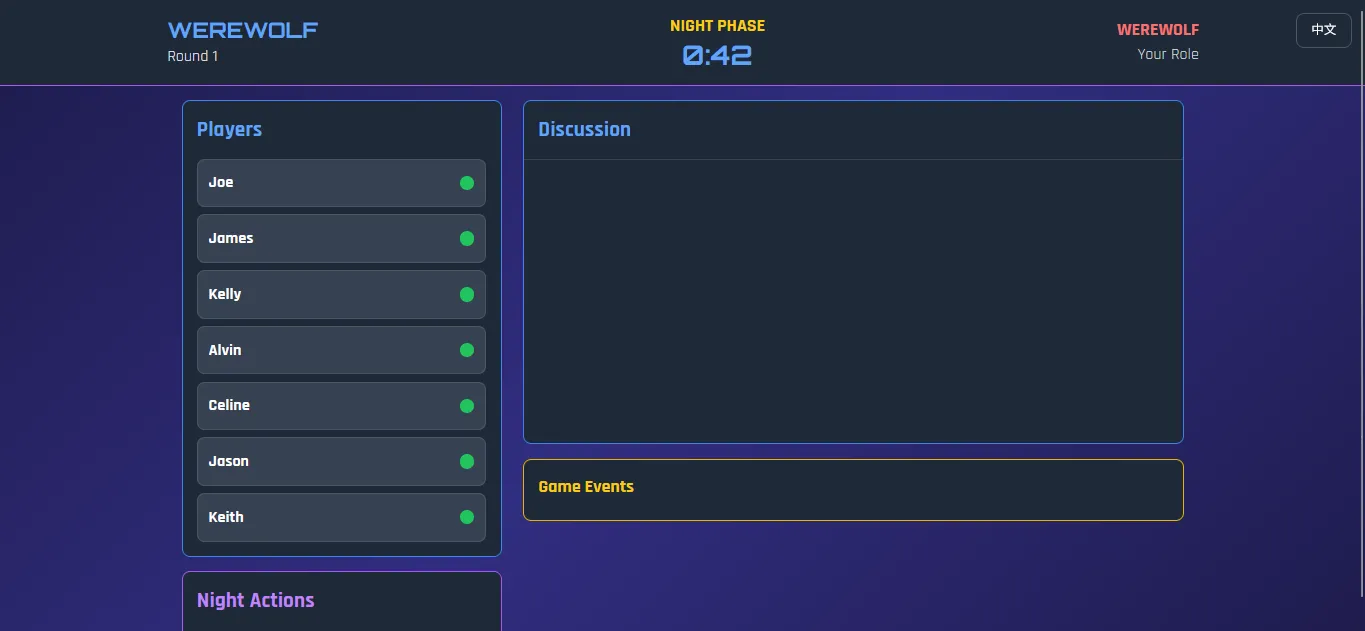 WEREWOLF
Round 1
NIGHT PHASE
0:42
WEREWOLF
Your Role
中文
Players
Joe
James
Kelly
Alvin
Celine
Jason
Keith
Night Actions
Discussion
Game Events